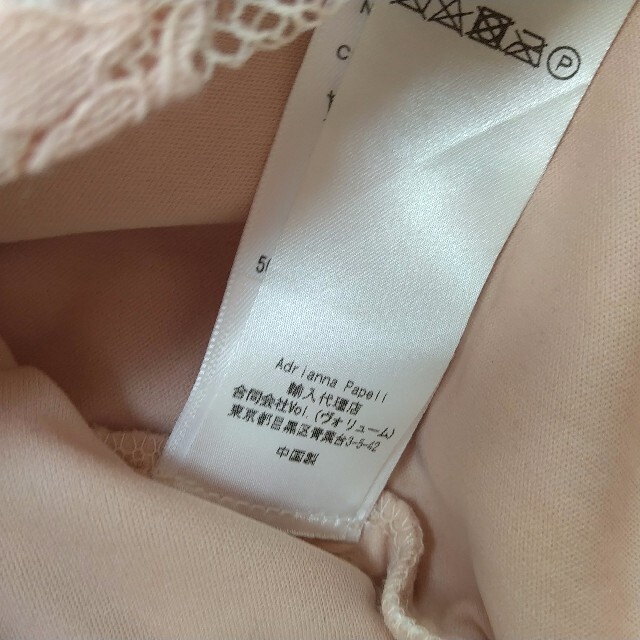 N
C
P
5
Adrianna Papell
輸入代理店
合同会社Vol.(ヴォリューム)
東京都目黒区青葉台3-5-42
中国製